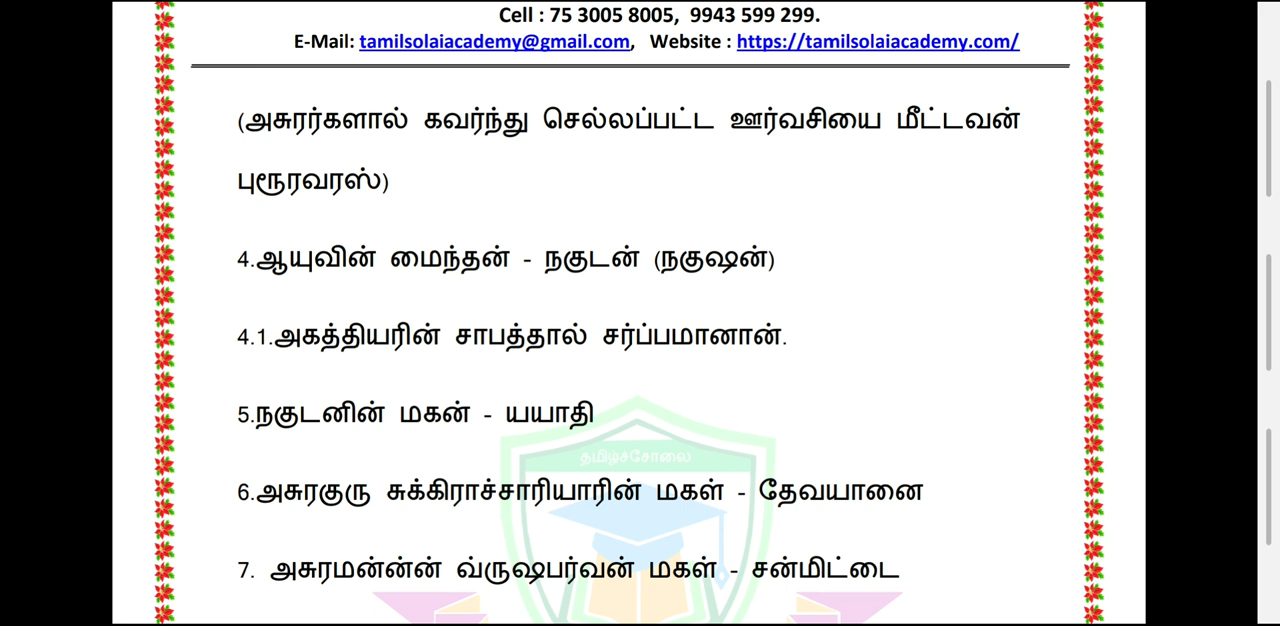 Cell : 75 3005 8005, 9943 599 299.
E-Mail: tamilsolaiacademy@gmail.com, Website : https://tamilsolaiacademy.com/
(அசுரர்களால் கவர்ந்து செல்லப்பட்ட ஊர்வசியை மீட்டவன்
புரூரவரஸ்)
4.ஆயுவின் மைந்தன் - நகுடன் (நகுஷன்)
4.1.அகத்தியரின் சாபத்தால் சர்ப்பமானான்.
5.நகுடனின் மகன் - யயாதி
தமிழ்ச்சோலை
6.அசுரகுரு சுக்கிராச்சாரியாரின் மகள் - தேவயானை
7. அசுரமன்ன்ன் வ்ருஷபர்வன் மகள் - சன்மிட்டை